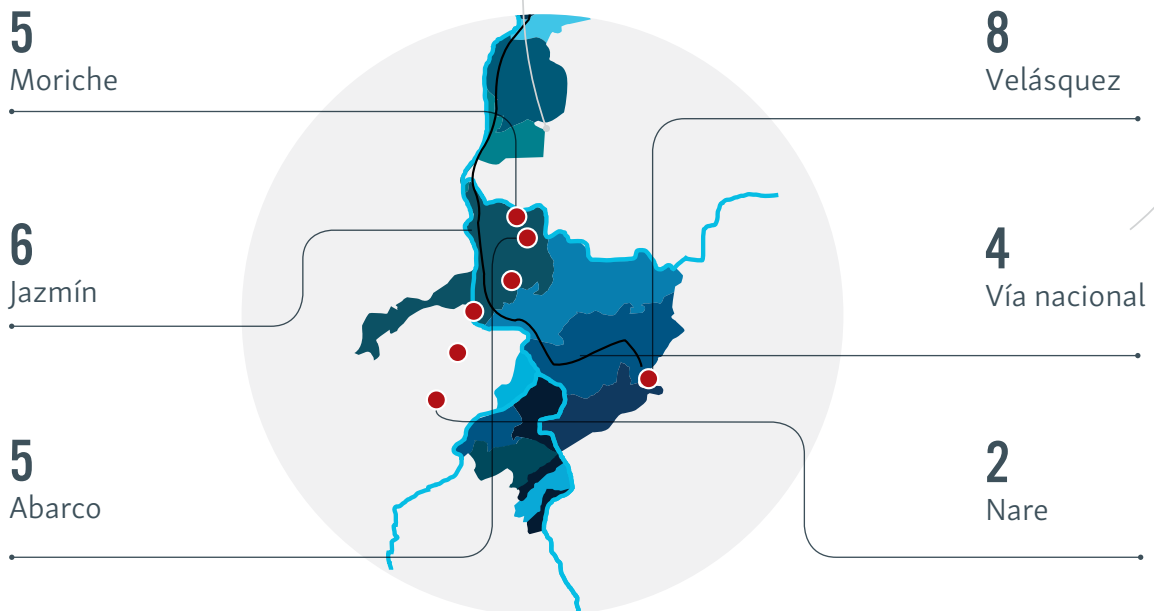 5
Moriche
6
Jazmín
5
Abarco
8
Velásquez
4
Vía nacional
2
Nare